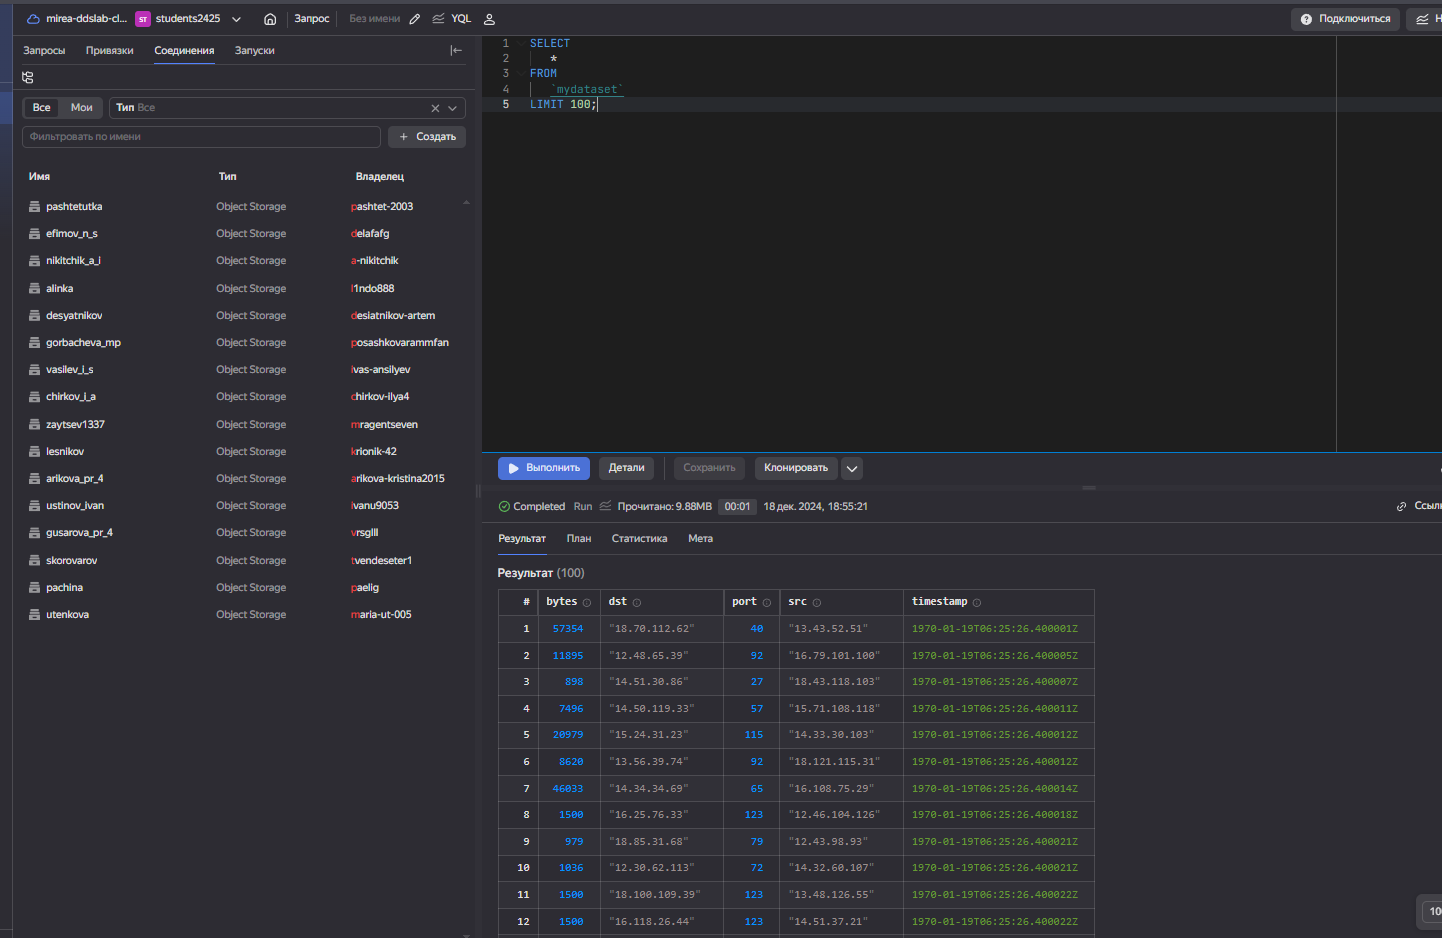 mirea-ddslab-cl... ST students2425 Запрос Без имени YQL Подключиться
Запросы Привязки Соединения Запуски
Все Мои Тип Все
Фильтровать по имени + Создать
Имя Тип Владелец
pashtetutka Object Storage pashtet-2003
efimov_n_s Object Storage delafafg
nikitchik_a_i Object Storage a-nikitchik
alinka Object Storage l1ndo888
desyatnikov Object Storage desiatnikov-artem
gorbacheva_mp Object Storage posashkovarammfan
vasilev_i_s Object Storage ivas-ansilyev
chirkov_i_a Object Storage chirkov-ilya4
zaytsev1337 Object Storage mragentseven
lesnikov Object Storage krionik-42
arikova_pr_4 Object Storage arikova-kristina2015
ustinov_ivan Object Storage ivanu9053
gusarova_pr_4 Object Storage vrsglll
skorovarov Object Storage tvendeseter1
pachina Object Storage paelig
utenkova Object Storage maria-ut-005
1 SELECT
2 *
3 FROM
4 `mydataset`
5 LIMIT 100;
Выполнить Детали Сохранить Клонировать
Completed Run Прочитано: 9.88MB 00:01 18 дек. 2024, 18:55:21
Результат План Статистика Мета
Результат (100)
# bytes dst port src timestamp
1 57354 "18.70.112.62" 40 "13.43.52.51" 1970-01-19T06:25:26.400001Z
2 11895 "12.48.65.39" 92 "16.79.101.100" 1970-01-19T06:25:26.400005Z
3 898 "14.51.30.86" 27 "18.43.118.103" 1970-01-19T06:25:26.400007Z
4 7496 "14.50.119.33" 57 "15.71.108.118" 1970-01-19T06:25:26.400011Z
5 20979 "15.24.31.23" 115 "14.33.30.103" 1970-01-19T06:25:26.400012Z
6 8620 "13.56.39.74" 92 "18.121.115.31" 1970-01-19T06:25:26.400012Z
7 46033 "14.34.34.69" 65 "16.108.75.29" 1970-01-19T06:25:26.400014Z
8 1500 "16.25.76.33" 123 "12.46.104.126" 1970-01-19T06:25:26.400018Z
9 979 "18.85.31.68" 79 "12.43.98.93" 1970-01-19T06:25:26.400021Z
10 1036 "12.30.62.113" 72 "14.32.60.107" 1970-01-19T06:25:26.400021Z
11 1500 "18.100.109.39" 123 "13.48.126.55" 1970-01-19T06:25:26.400022Z
12 1500 "16.118.26.44" 123 "14.51.37.21" 1970-01-19T06:25:26.400022Z